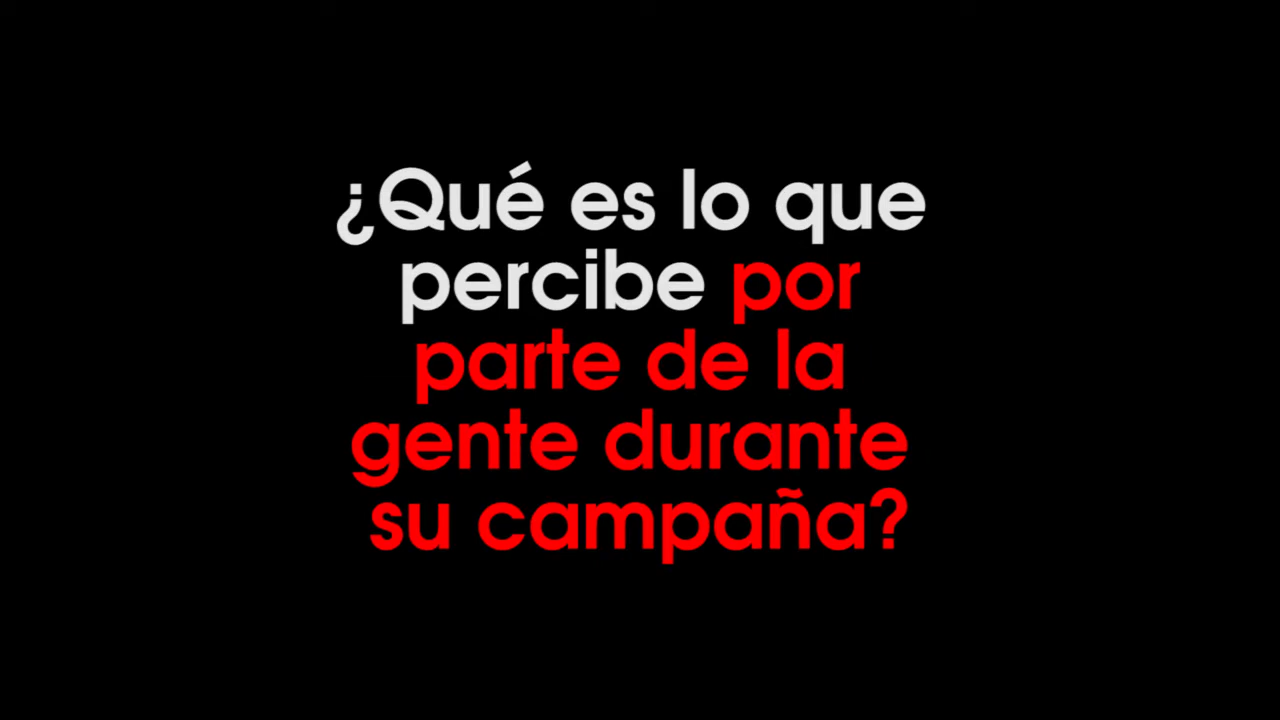 ¿Qué es lo que
percibe por
parte de la
gente durante
su campaña?